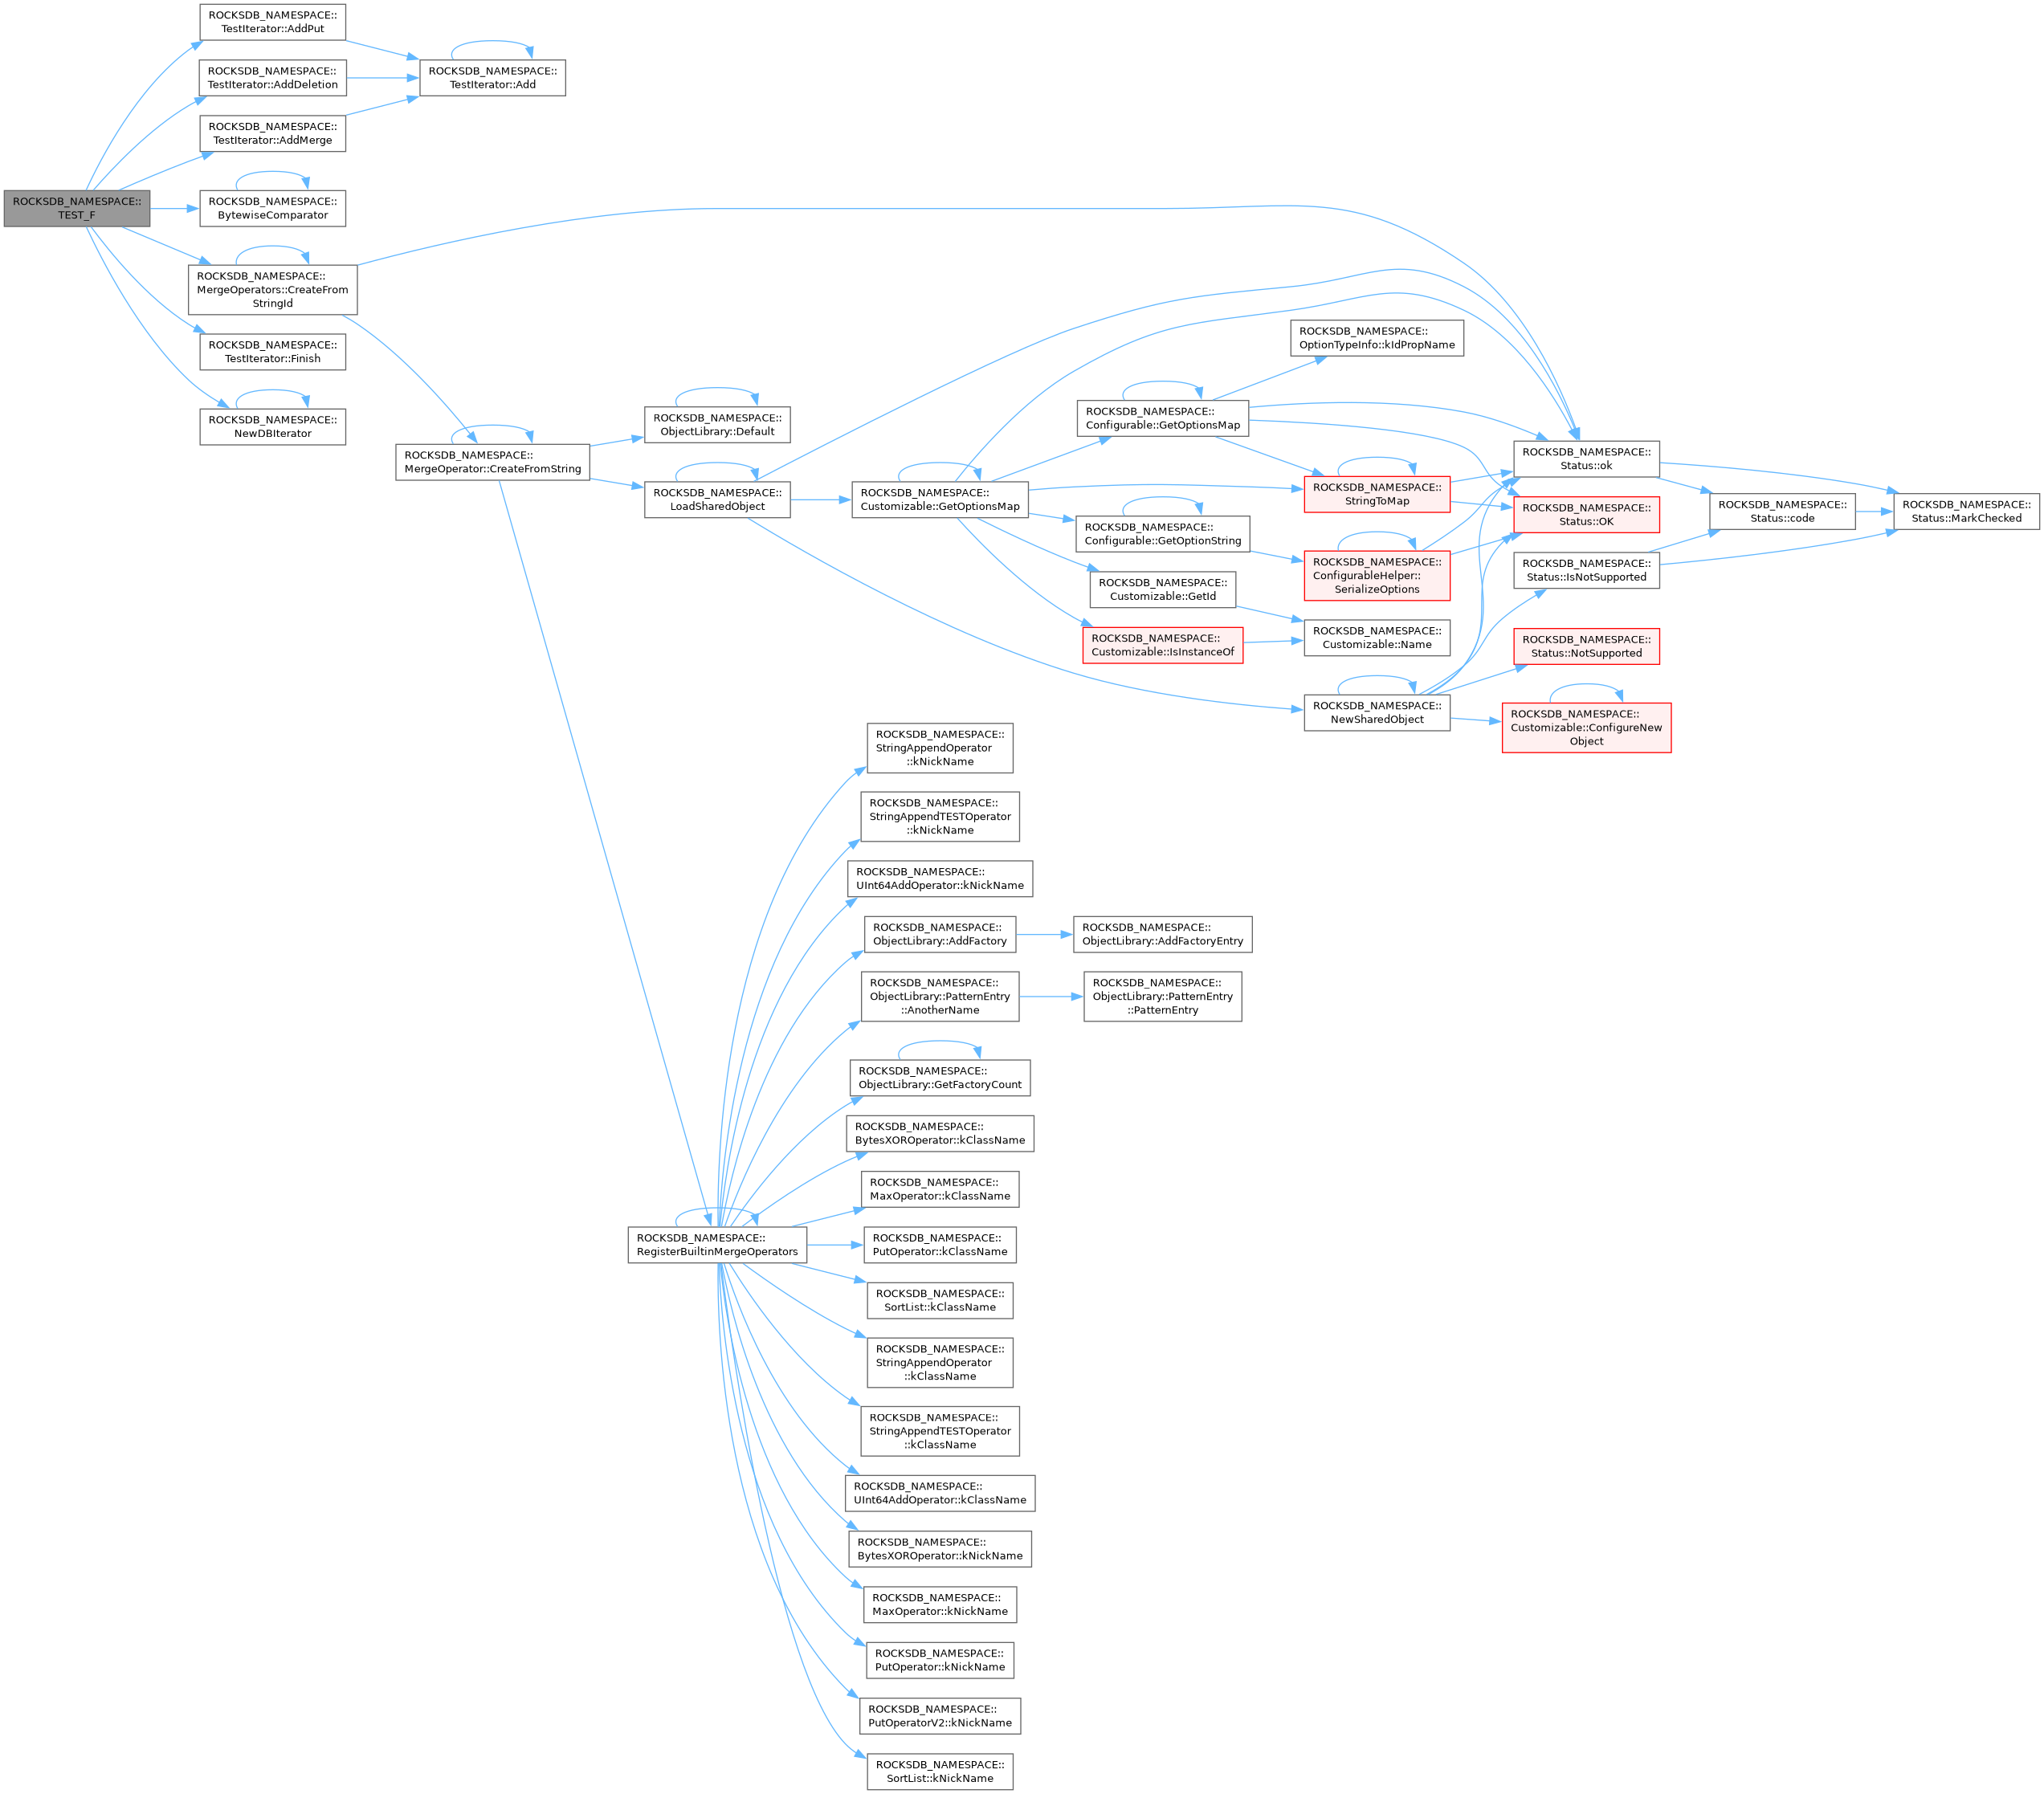 ROCKSDB_NAMESPACE::
TEST_F
ROCKSDB_NAMESPACE::
TestIterator::AddPut
ROCKSDB_NAMESPACE::
TestIterator::AddDeletion
ROCKSDB_NAMESPACE::
TestIterator::AddMerge
ROCKSDB_NAMESPACE::
TestIterator::Add
ROCKSDB_NAMESPACE::
BytewiseComparator
ROCKSDB_NAMESPACE::
MergeOperators::CreateFrom
StringId
ROCKSDB_NAMESPACE::
TestIterator::Finish
ROCKSDB_NAMESPACE::
NewDBIterator
ROCKSDB_NAMESPACE::
MergeOperator::CreateFromString
ROCKSDB_NAMESPACE::
ObjectLibrary::Default
ROCKSDB_NAMESPACE::
LoadSharedObject
ROCKSDB_NAMESPACE::
Customizable::GetOptionsMap
ROCKSDB_NAMESPACE::
Configurable::GetOptionsMap
ROCKSDB_NAMESPACE::
OptionTypeInfo::kIdPropName
ROCKSDB_NAMESPACE::
StringToMap
ROCKSDB_NAMESPACE::
Configurable::GetOptionString
ROCKSDB_NAMESPACE::
ConfigurableHelper::
SerializeOptions
ROCKSDB_NAMESPACE::
Customizable::GetId
ROCKSDB_NAMESPACE::
Customizable::IsInstanceOf
ROCKSDB_NAMESPACE::
Customizable::Name
ROCKSDB_NAMESPACE::
NewSharedObject
ROCKSDB_NAMESPACE::
Status::ok
ROCKSDB_NAMESPACE::
Status::OK
ROCKSDB_NAMESPACE::
Status::IsNotSupported
ROCKSDB_NAMESPACE::
Status::NotSupported
ROCKSDB_NAMESPACE::
Customizable::ConfigureNew
Object
ROCKSDB_NAMESPACE::
Status::code
ROCKSDB_NAMESPACE::
Status::MarkChecked
ROCKSDB_NAMESPACE::
RegisterBuiltinMergeOperators
ROCKSDB_NAMESPACE::
StringAppendOperator
::kNickName
ROCKSDB_NAMESPACE::
StringAppendTESTOperator
::kNickName
ROCKSDB_NAMESPACE::
UInt64AddOperator::kNickName
ROCKSDB_NAMESPACE::
ObjectLibrary::AddFactory
ROCKSDB_NAMESPACE::
ObjectLibrary::AddFactoryEntry
ROCKSDB_NAMESPACE::
ObjectLibrary::PatternEntry
::AnotherName
ROCKSDB_NAMESPACE::
ObjectLibrary::PatternEntry
::PatternEntry
ROCKSDB_NAMESPACE::
ObjectLibrary::GetFactoryCount
ROCKSDB_NAMESPACE::
BytesXOROperator::kClassName
ROCKSDB_NAMESPACE::
MaxOperator::kClassName
ROCKSDB_NAMESPACE::
PutOperator::kClassName
ROCKSDB_NAMESPACE::
SortList::kClassName
ROCKSDB_NAMESPACE::
StringAppendOperator
::kClassName
ROCKSDB_NAMESPACE::
StringAppendTESTOperator
::kClassName
ROCKSDB_NAMESPACE::
UInt64AddOperator::kClassName
ROCKSDB_NAMESPACE::
BytesXOROperator::kNickName
ROCKSDB_NAMESPACE::
MaxOperator::kNickName
ROCKSDB_NAMESPACE::
PutOperator::kNickName
ROCKSDB_NAMESPACE::
PutOperatorV2::kNickName
ROCKSDB_NAMESPACE::
SortList::kNickName